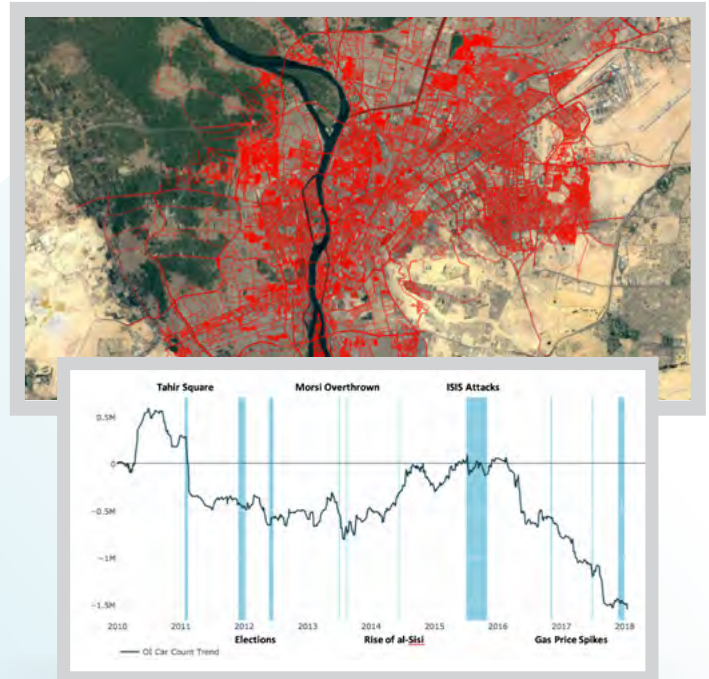 Tahir Square Morsi Overthrown ISIS Attacks
0.5M
0
−0.5M
−1M
−1.5M
2010 2011 2012 2013 2014 2015 2016 2017 2018
Elections Rise of al-Sisi Gas Price Spikes
OI Car Count Trend